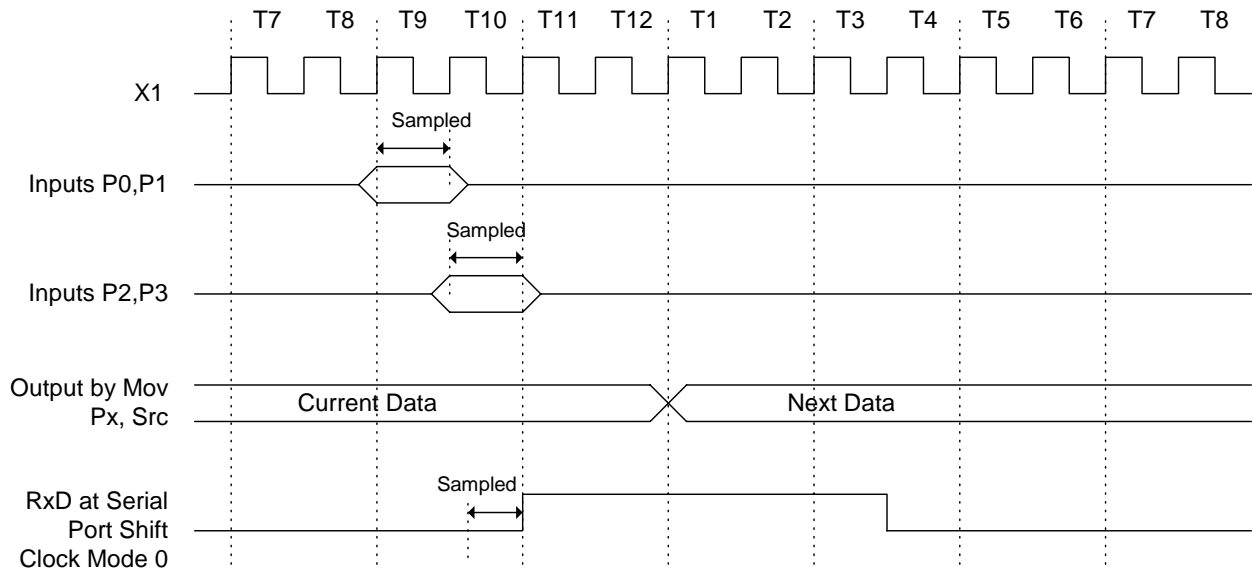 T7 T8 T9 T10 T11 T12 T1 T2 T3 T4 T5 T6 T7 T8
X1
Sampled
Inputs P0,P1
Sampled
Inputs P2,P3
Output by Mov
Px, Src
Current Data
Next Data
Sampled
RxD at Serial
Port Shift
Clock Mode 0